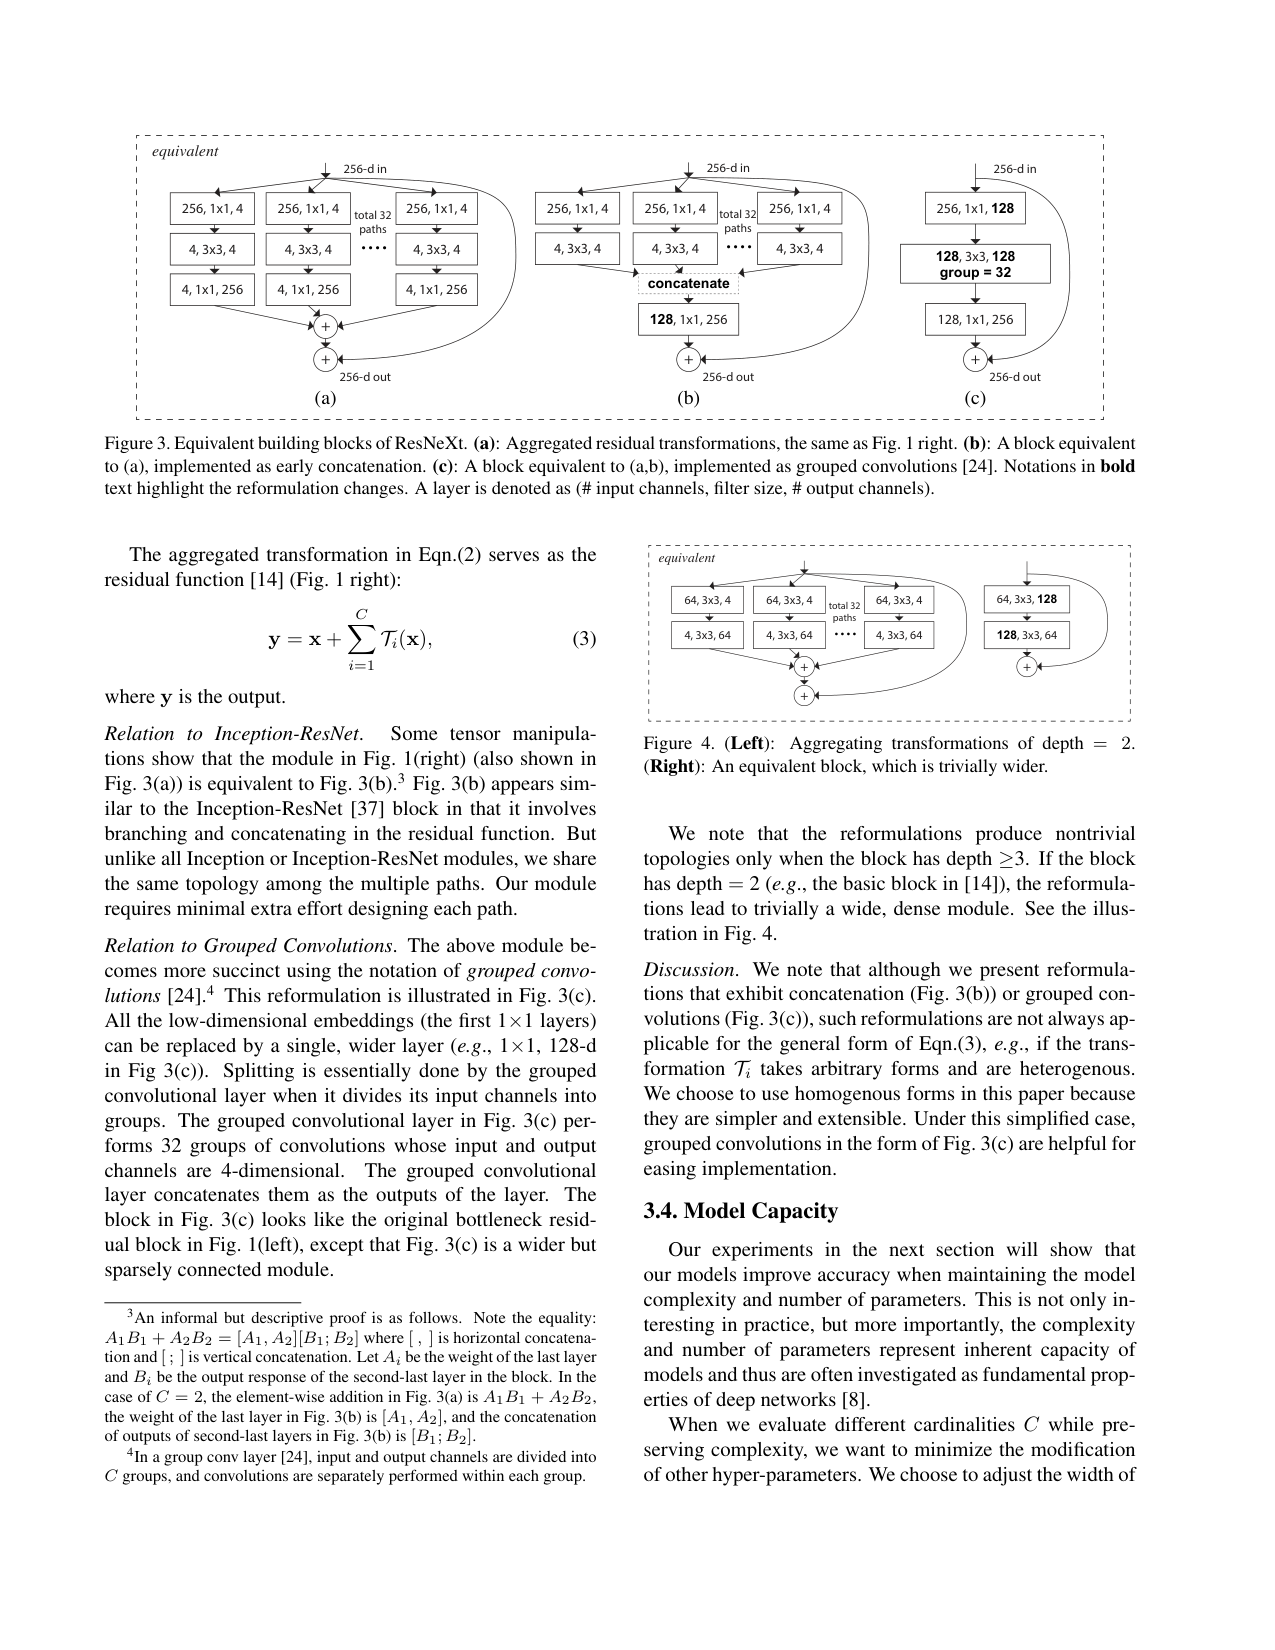 equivalent
256-d in
256, 1x1, 4
256, 1x1, 4
total 32
paths
256, 1x1, 4
4, 3x3, 4
4, 3x3, 4
....
4, 3x3, 4
4, 1x1, 256
4, 1x1, 256
4, 1x1, 256
+
+
256-d out
(a)
256-d in
256, 1x1, 4
256, 1x1, 4
total 32
paths
256, 1x1, 4
4, 3x3, 4
4, 3x3, 4
....
4, 3x3, 4
concatenate
128, 1x1, 256
+
256-d out
(b)
256-d in
256, 1x1, 128
128, 3x3, 128
group = 32
128, 1x1, 256
+
256-d out
(c)
Figure 3. Equivalent building blocks of ResNeXt. (a): Aggregated residual transformations, the same as Fig. 1 right. (b): A block equivalent
to (a), implemented as early concatenation. (c): A block equivalent to (a,b), implemented as grouped convolutions [24]. Notations in bold
text highlight the reformulation changes. A layer is denoted as (# input channels, filter size, # output channels).
The aggregated transformation in Eqn.(2) serves as the
residual function [14] (Fig. 1 right):
y = x + ∑_{i=1}^{C} 𝒯_i(x), (3)
where y is the output.
Relation to Inception-ResNet. Some tensor manipula-
tions show that the module in Fig. 1(right) (also shown in
Fig. 3(a)) is equivalent to Fig. 3(b).³ Fig. 3(b) appears sim-
ilar to the Inception-ResNet [37] block in that it involves
branching and concatenating in the residual function. But
unlike all Inception or Inception-ResNet modules, we share
the same topology among the multiple paths. Our module
requires minimal extra effort designing each path.
Relation to Grouped Convolutions. The above module be-
comes more succinct using the notation of grouped convo-
lutions [24].⁴ This reformulation is illustrated in Fig. 3(c).
All the low-dimensional embeddings (the first 1×1 layers)
can be replaced by a single, wider layer (e.g., 1×1, 128-d
in Fig 3(c)). Splitting is essentially done by the grouped
convolutional layer when it divides its input channels into
groups. The grouped convolutional layer in Fig. 3(c) per-
forms 32 groups of convolutions whose input and output
channels are 4-dimensional. The grouped convolutional
layer concatenates them as the outputs of the layer. The
block in Fig. 3(c) looks like the original bottleneck resid-
ual block in Fig. 1(left), except that Fig. 3(c) is a wider but
sparsely connected module.
³An informal but descriptive proof is as follows. Note the equality:
A₁B₁ + A₂B₂ = [A₁, A₂][B₁; B₂] where [ , ] is horizontal concatena-
tion and [ ; ] is vertical concatenation. Let Aᵢ be the weight of the last layer
and Bᵢ be the output response of the second-last layer in the block. In the
case of C = 2, the element-wise addition in Fig. 3(a) is A₁B₁ + A₂B₂,
the weight of the last layer in Fig. 3(b) is [A₁, A₂], and the concatenation
of outputs of second-last layers in Fig. 3(b) is [B₁; B₂].
⁴In a group conv layer [24], input and output channels are divided into
C groups, and convolutions are separately performed within each group.
equivalent
64, 3x3, 4
64, 3x3, 4
total 32
paths
64, 3x3, 4
4, 3x3, 64
4, 3x3, 64
....
4, 3x3, 64
+
+
64, 3x3, 128
128, 3x3, 64
+
Figure 4. (Left): Aggregating transformations of depth = 2.
(Right): An equivalent block, which is trivially wider.
We note that the reformulations produce nontrivial
topologies only when the block has depth ≥3. If the block
has depth = 2 (e.g., the basic block in [14]), the reformula-
tions lead to trivially a wide, dense module. See the illus-
tration in Fig. 4.
Discussion. We note that although we present reformula-
tions that exhibit concatenation (Fig. 3(b)) or grouped con-
volutions (Fig. 3(c)), such reformulations are not always ap-
plicable for the general form of Eqn.(3), e.g., if the trans-
formation 𝒯ᵢ takes arbitrary forms and are heterogenous.
We choose to use homogenous forms in this paper because
they are simpler and extensible. Under this simplified case,
grouped convolutions in the form of Fig. 3(c) are helpful for
easing implementation.
3.4. Model Capacity
Our experiments in the next section will show that
our models improve accuracy when maintaining the model
complexity and number of parameters. This is not only in-
teresting in practice, but more importantly, the complexity
and number of parameters represent inherent capacity of
models and thus are often investigated as fundamental prop-
erties of deep networks [8].
When we evaluate different cardinalities C while pre-
serving complexity, we want to minimize the modification
of other hyper-parameters. We choose to adjust the width of